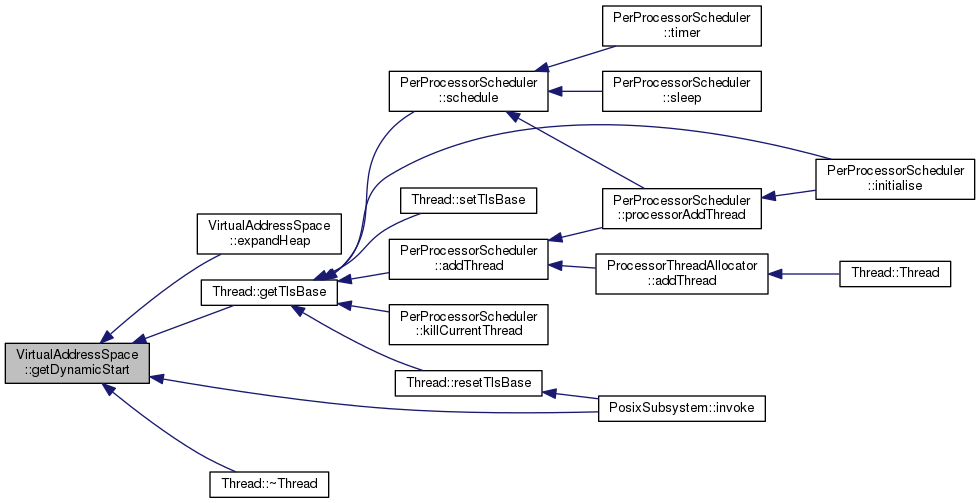 PerProcessorScheduler
::timer
PerProcessorScheduler
::schedule
PerProcessorScheduler
::sleep
PerProcessorScheduler
::initialise
Thread::setTlsBase
PerProcessorScheduler
::processorAddThread
VirtualAddressSpace
::expandHeap
PerProcessorScheduler
::addThread
ProcessorThreadAllocator
::addThread
Thread::Thread
Thread::getTlsBase
PerProcessorScheduler
::killCurrentThread
VirtualAddressSpace
::getDynamicStart
Thread::resetTlsBase
PosixSubsystem::invoke
Thread::~Thread